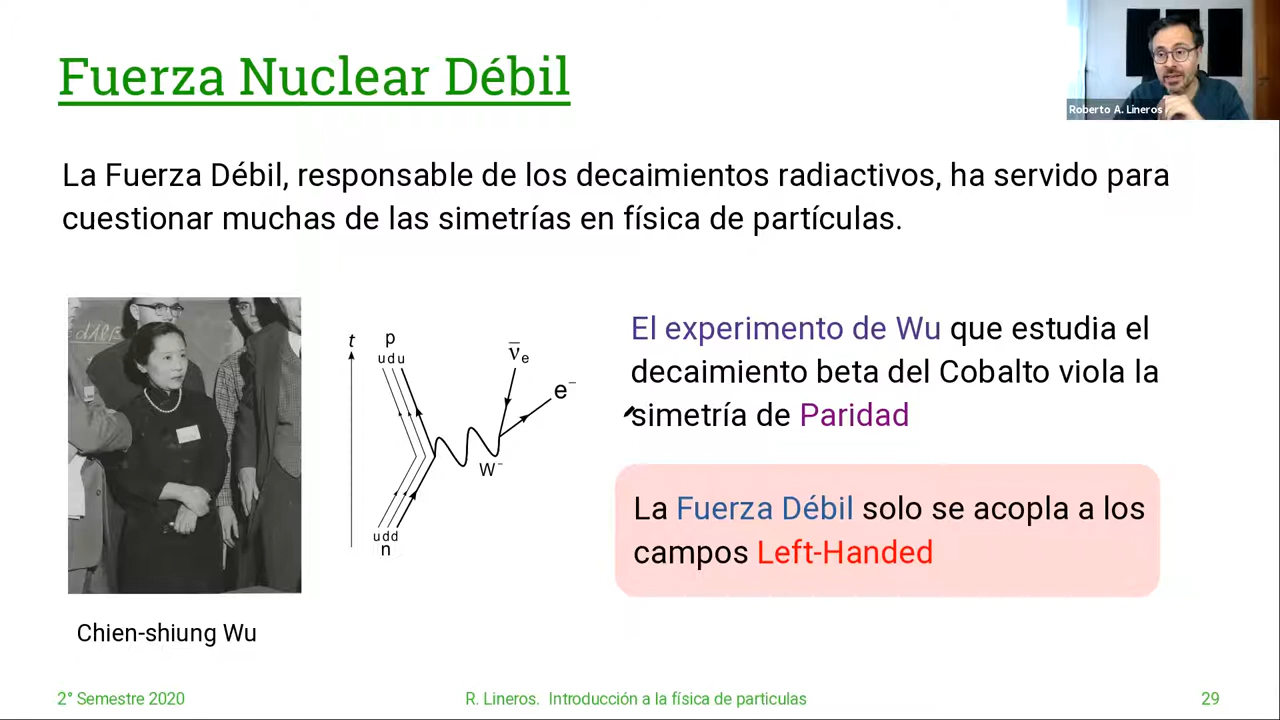 Fuerza Nuclear Débil
Roberto A. Lineros
La Fuerza Débil, responsable de los decaimientos radiactivos, ha servido para
cuestionar muchas de las simetrías en física de partículas.
t
p
u d u
ν̅e
e⁻
W⁻
u d d
n
El experimento de Wu que estudia el
decaimiento beta del Cobalto viola la
simetría de Paridad
La Fuerza Débil solo se acopla a los
campos Left-Handed
Chien-shiung Wu
2° Semestre 2020
R. Lineros. Introducción a la física de particulas
29